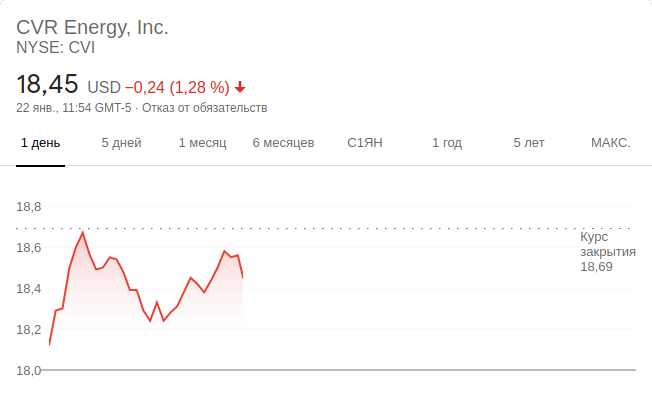 CVR Energy, Inc.
NYSE: CVI
18,45 USD −0,24 (1,28 %)
22 янв., 11:54 GMT-5 · Отказ от обязательств
1 день 5 дней 1 месяц 6 месяцев С1ЯН 1 год 5 лет МАКС.
18,8
Курс
18,6
закрытия
18,69
18,4
18,2
18,0